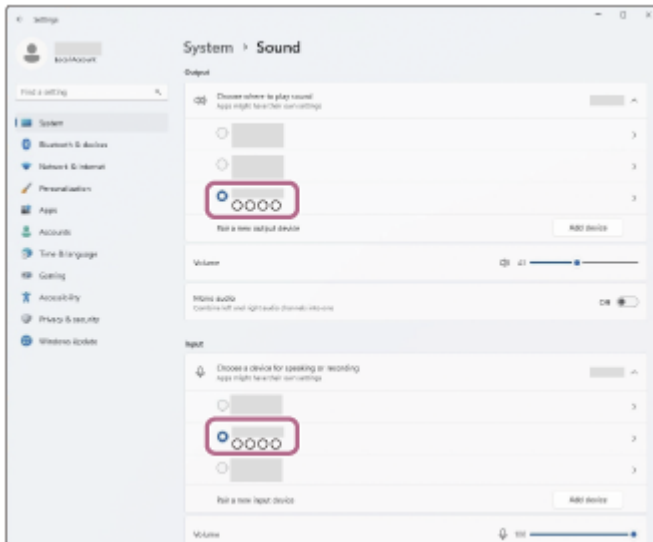 Settings
System > Sound
Local Account
Output
Find a setting
Choose where to play sound
Apps might have their own settings
System
Bluetooth & devices
Network & internet
Personalization
Apps
Accounts
Time & language
Gaming
Accessibility
Privacy & security
Windows Update
OOOO
Pair a new output device
Add device
Volume
Mono audio
Combine left and right audio channels into one
Off
Input
Choose a device for speaking or recording
Apps might have their own settings
OOOO
Pair a new input device
Add device
Volume